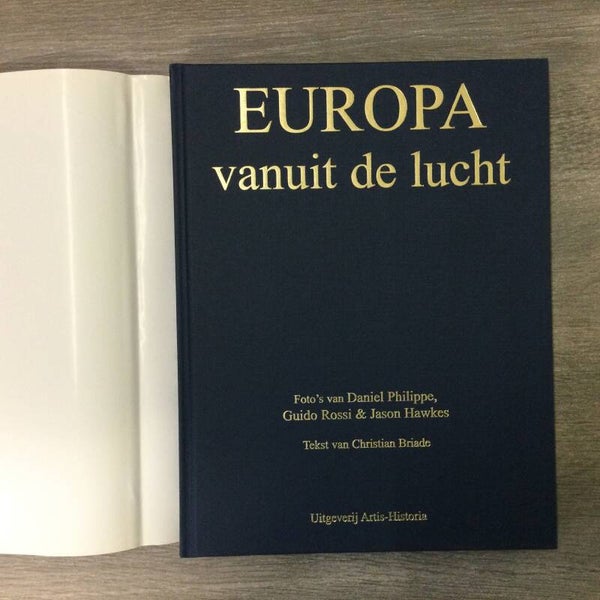 EUROPA
vanuit de lucht
Foto's van Daniel Philippe,
Guido Rossi & Jason Hawkes
Tekst van Christian Briade
Uitgeverij Artis-Historia